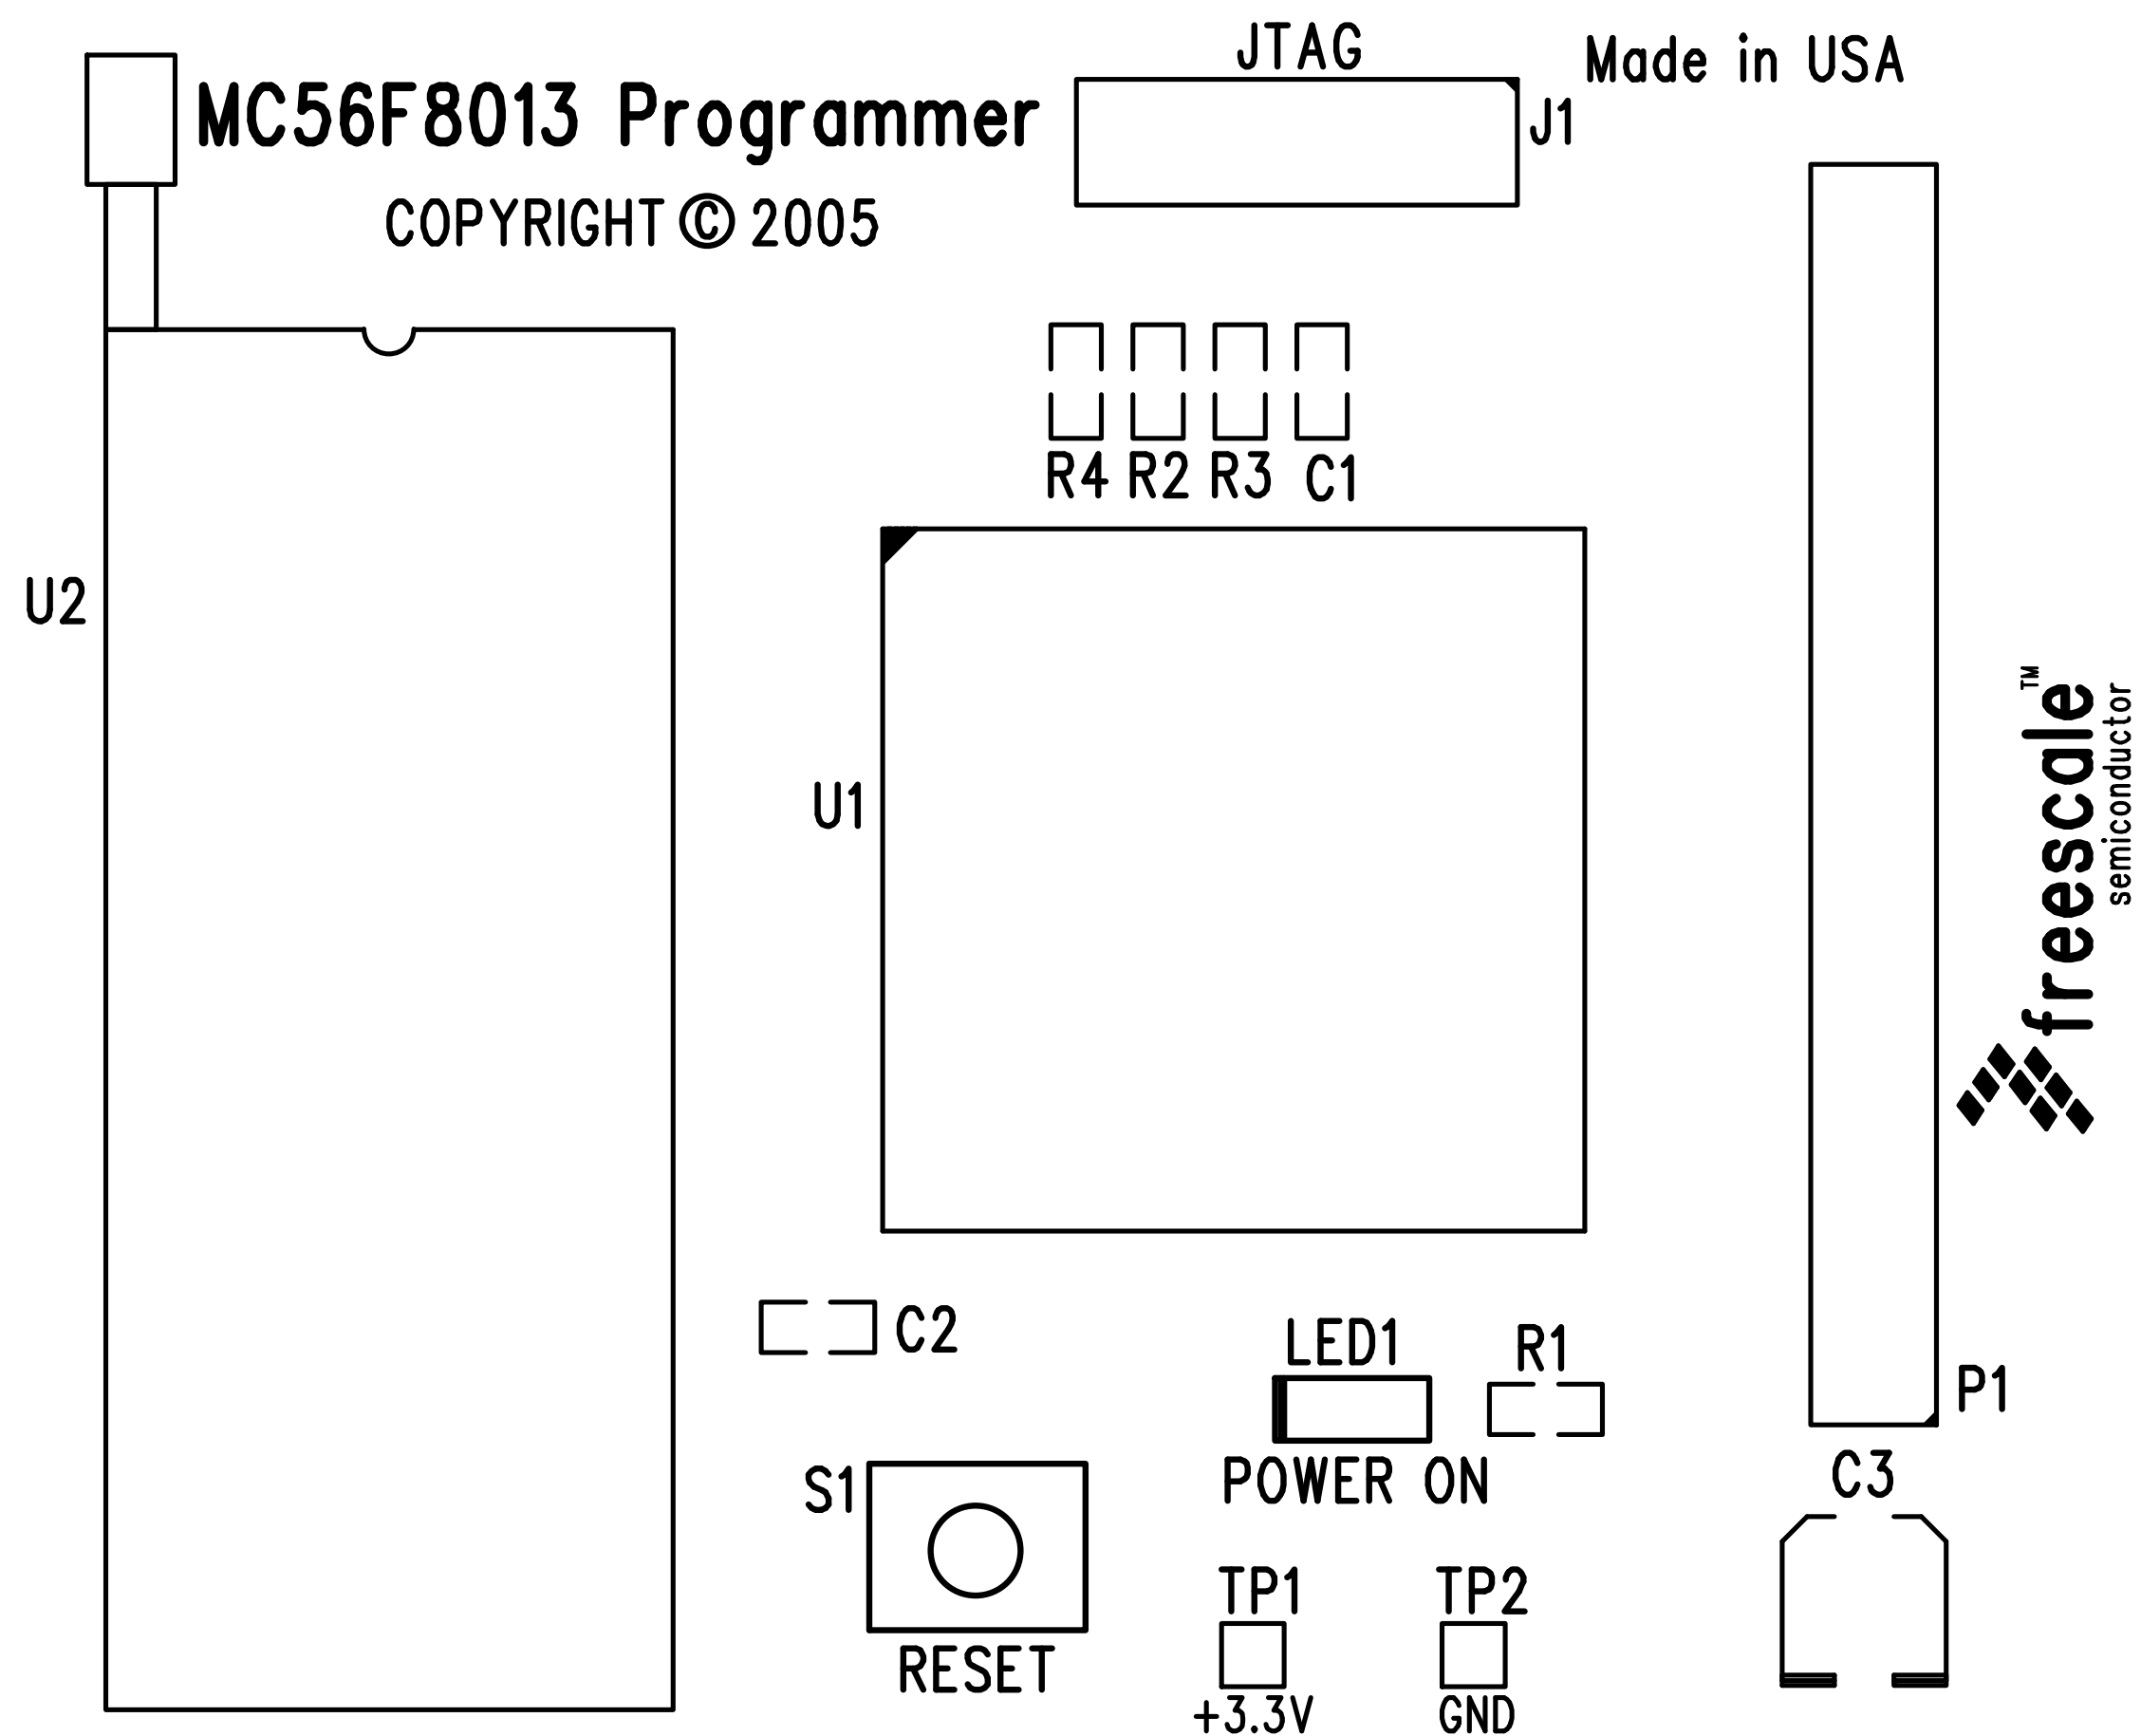 JTAG
Made in USA
MC56F8013 Programmer
J1
COPYRIGHT © 2005
R4 R2 R3 C1
U2
U1
freescale™
semiconductor
C2
LED1
R1
P1
POWER ON
C3
S1
TP1
TP2
RESET
+3.3V
GND